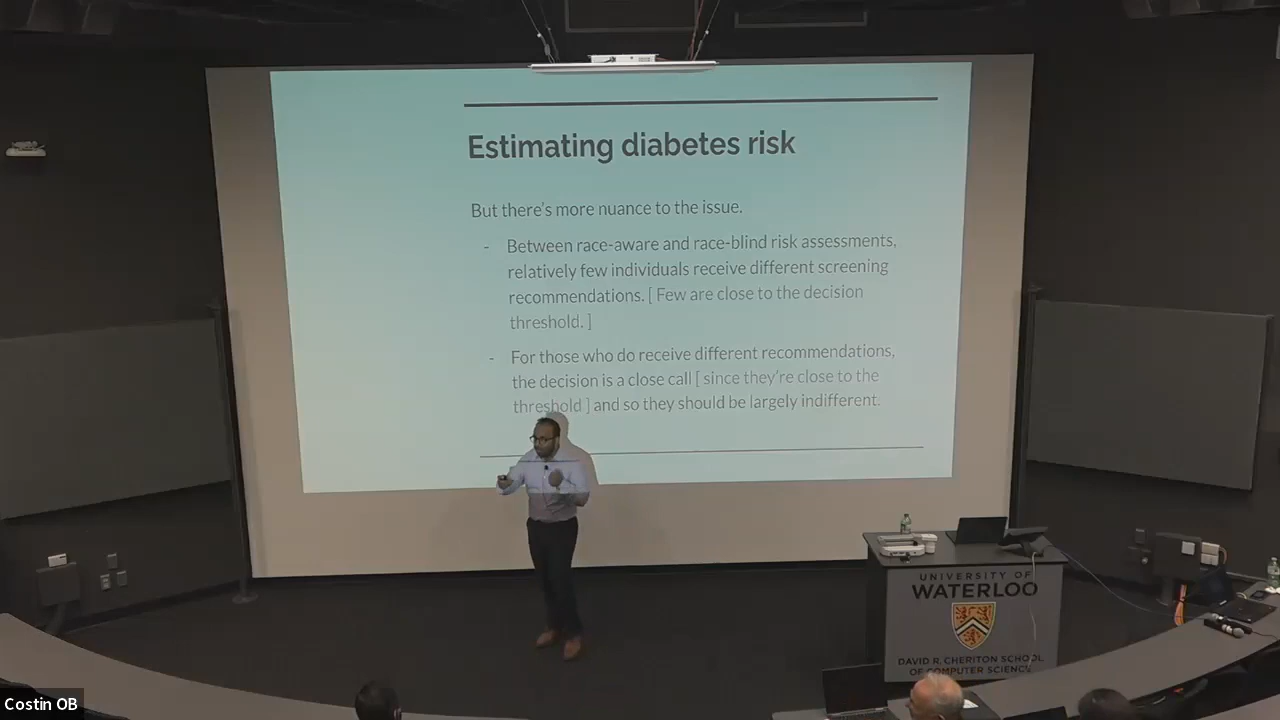 Estimating diabetes risk
But there's more nuance to the issue.
- Between race-aware and race-blind risk assessments,
relatively few individuals receive different screening
recommendations. [ Few are close to the decision
threshold. ]
- For those who do receive different recommendations,
the decision is a close call [ since they're close to the
threshold ] and so they should be largely indifferent.
UNIVERSITY OF
WATERLOO
DAVID R. CHERITON SCHOOL
OF COMPUTER SCIENCE
Costin OB